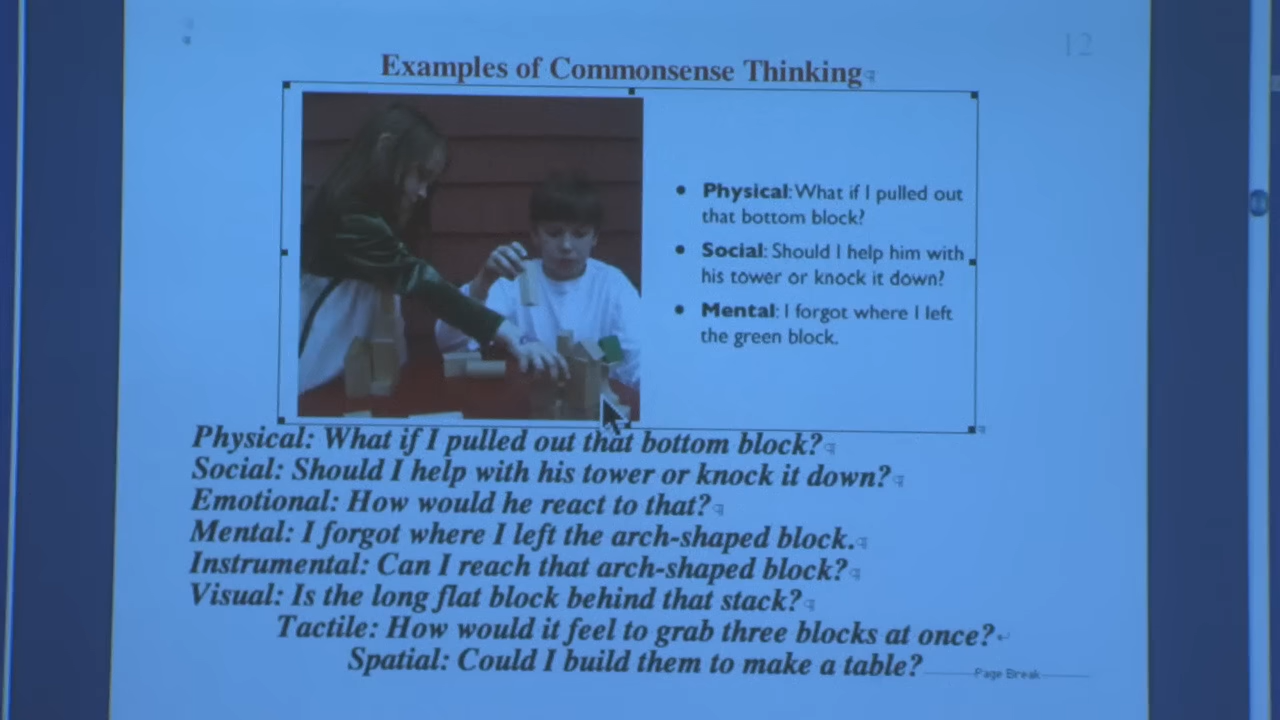 12
Examples of Commonsense Thinking
• Physical: What if I pulled out
that bottom block?
• Social: Should I help him with
his tower or knock it down?
• Mental: I forgot where I left
the green block.
Physical: What if I pulled out that bottom block?
Social: Should I help with his tower or knock it down?
Emotional: How would he react to that?
Mental: I forgot where I left the arch-shaped block.
Instrumental: Can I reach that arch-shaped block?
Visual: Is the long flat block behind that stack?
Tactile: How would it feel to grab three blocks at once?
Spatial: Could I build them to make a table?
Page Break